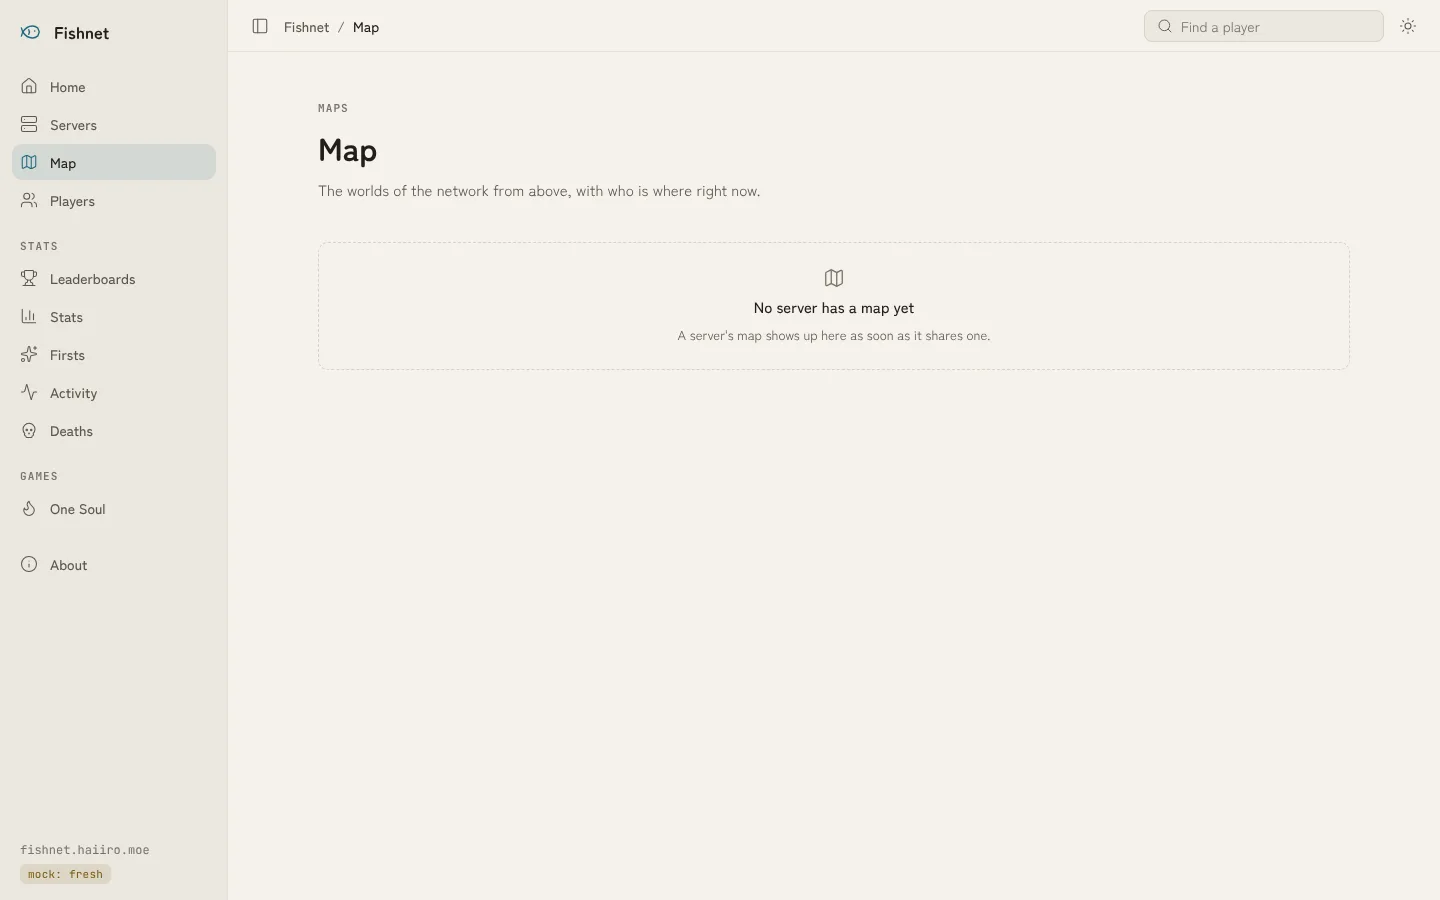 Fishnet
Home
Servers
Map
Players
STATS
Leaderboards
Stats
Firsts
Activity
Deaths
GAMES
One Soul
About
fishnet.haiiro.moe
mock: fresh
Fishnet / Map
Find a player
MAPS
Map
The worlds of the network from above, with who is where right now.
No server has a map yet
A server's map shows up here as soon as it shares one.